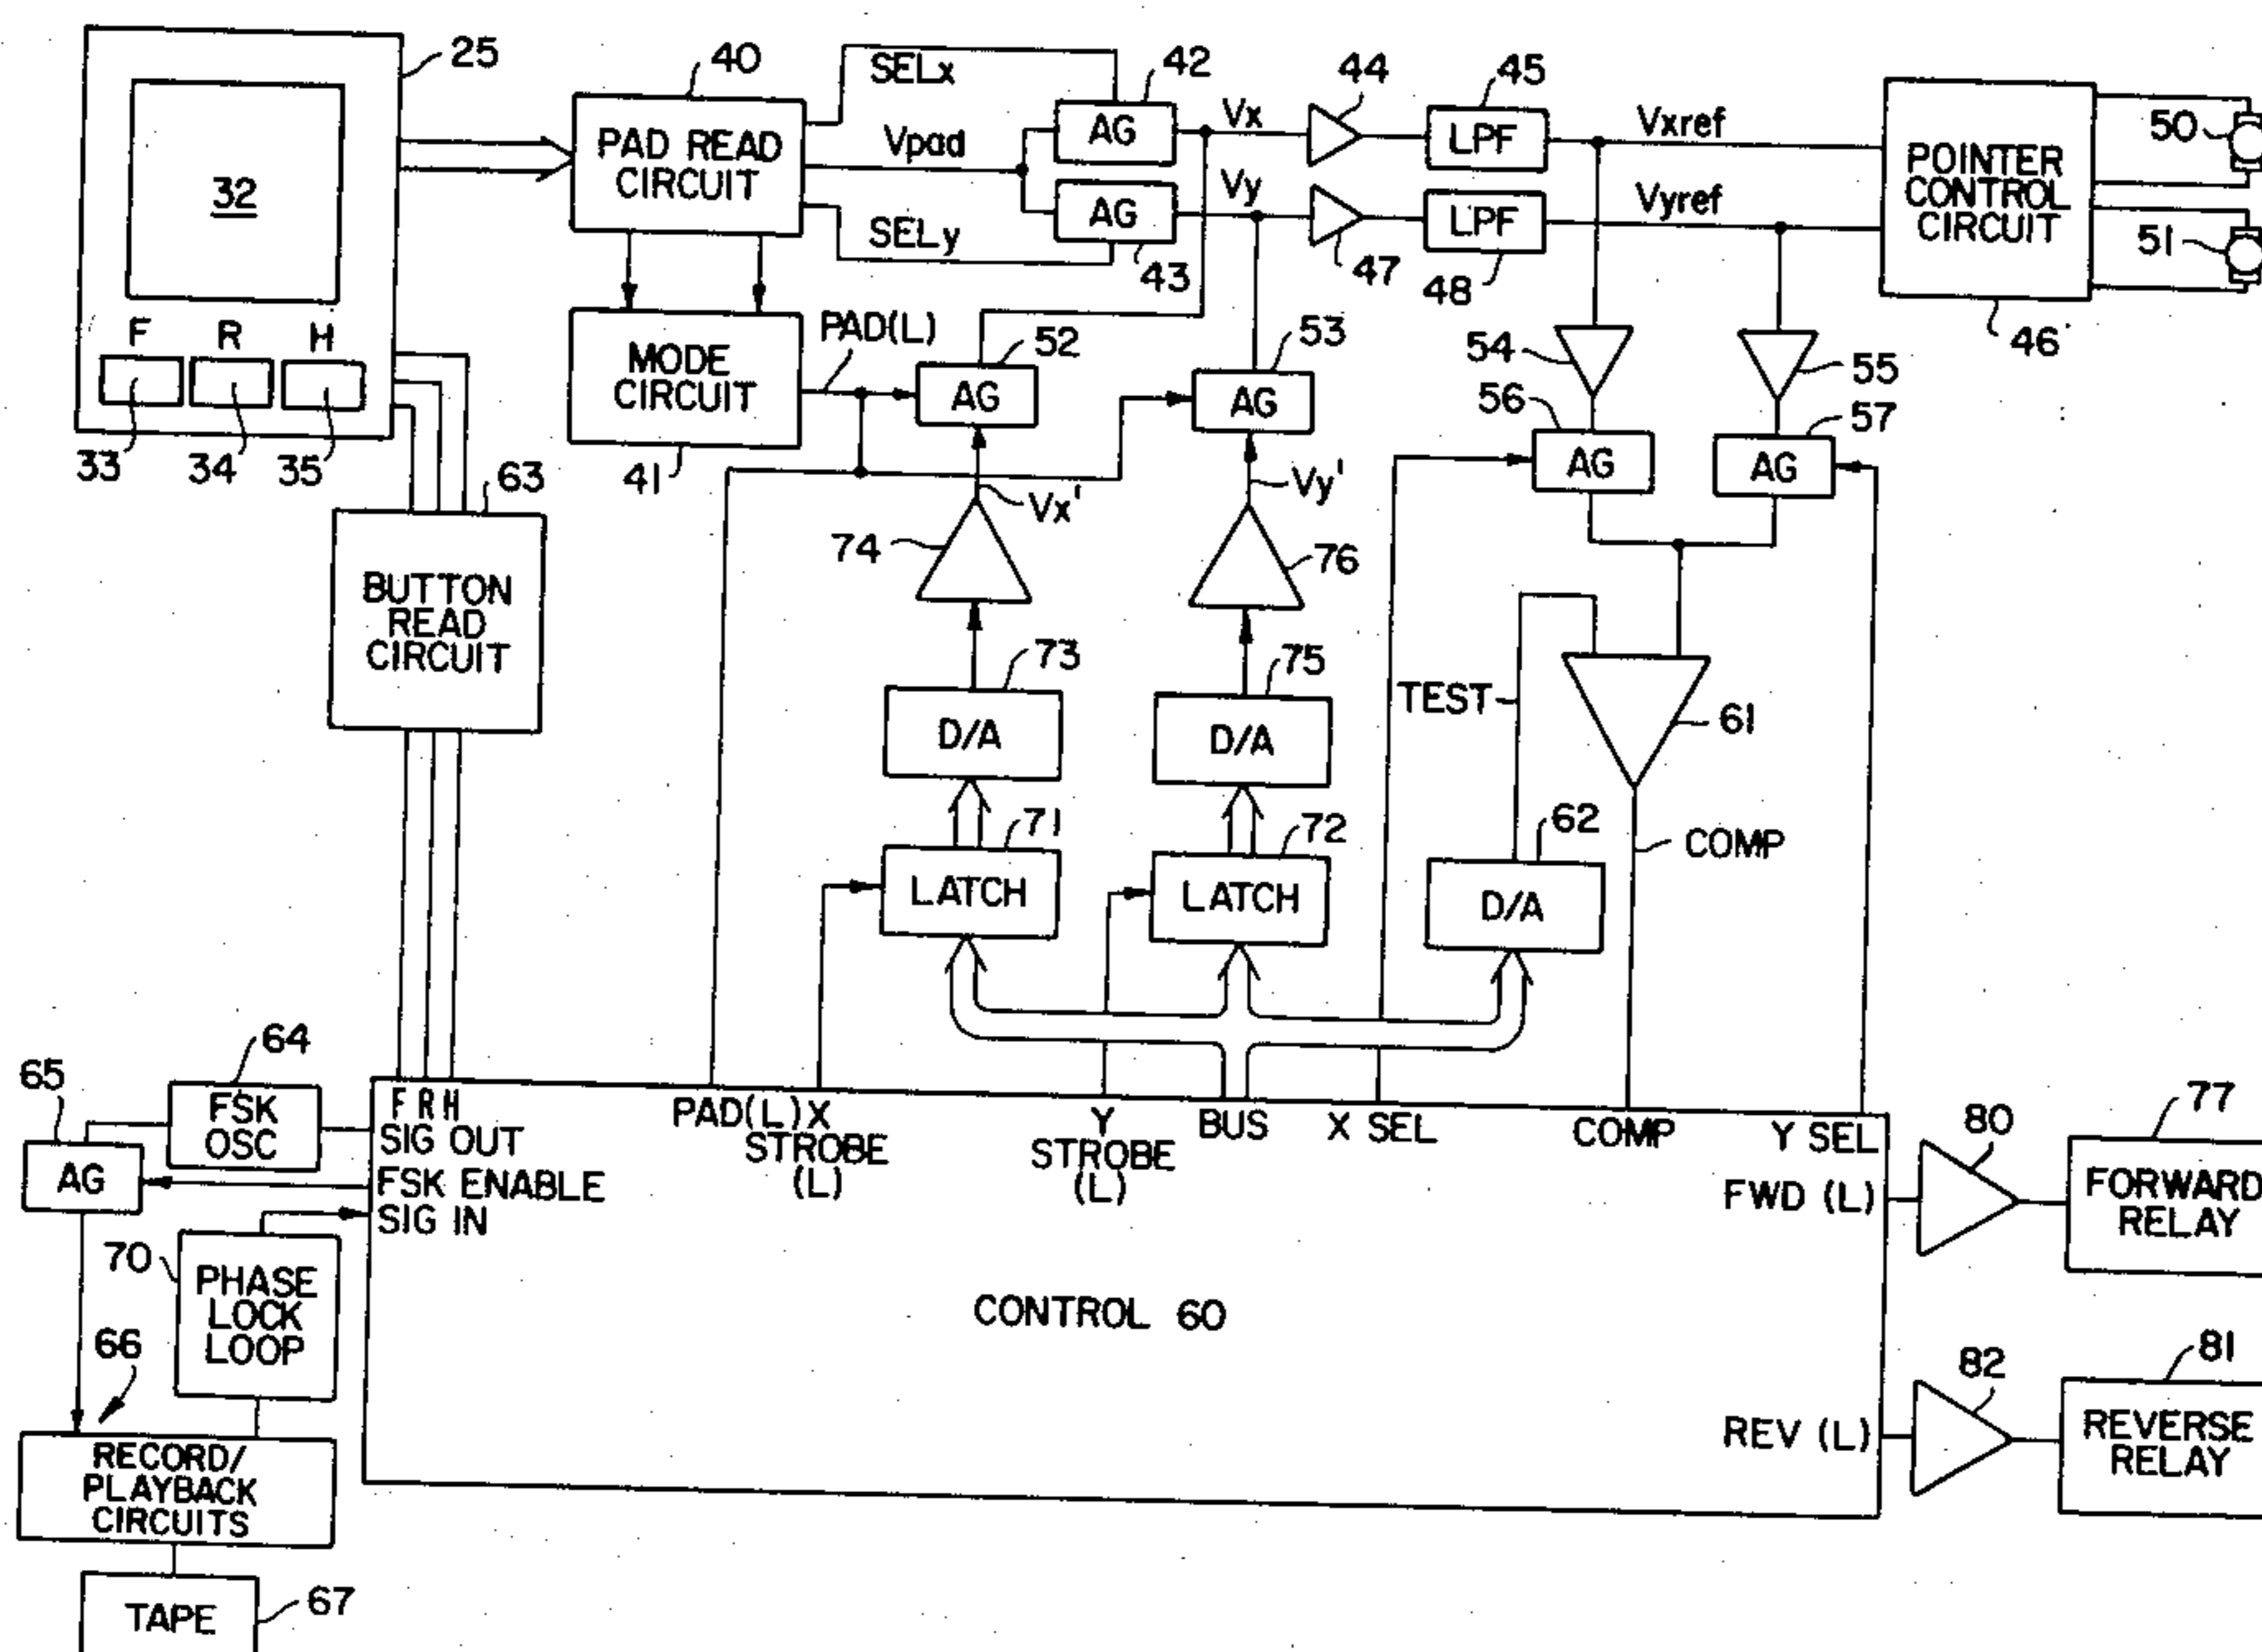 25
32
F R H
33 34 35
40
PAD READ
CIRCUIT
SELx
Vpad
SELy
42
AG
AG
43
Vx
Vy
44
47
45
LPF
LPF
48
Vxref
Vyref
POINTER
CONTROL
CIRCUIT
46
50
51
MODE
CIRCUIT
41
PAD(L)
52
AG
53
AG
54
55
56
AG
57
AG
63
BUTTON
READ
CIRCUIT
Vx'
74
Vy'
76
73
D/A
75
D/A
TEST
61
71
LATCH
72
LATCH
62
D/A
COMP
64
FSK
OSC
65
AG
70
PHASE
LOCK
LOOP
66
RECORD/
PLAYBACK
CIRCUITS
TAPE
67
F R H
SIG OUT
FSK ENABLE
SIG IN
PAD(L)
X
STROBE
(L)
Y
STROBE
(L)
BUS
X SEL
COMP
Y SEL
FWD (L)
REV (L)
CONTROL 60
80
77
FORWARD
RELAY
82
81
REVERSE
RELAY